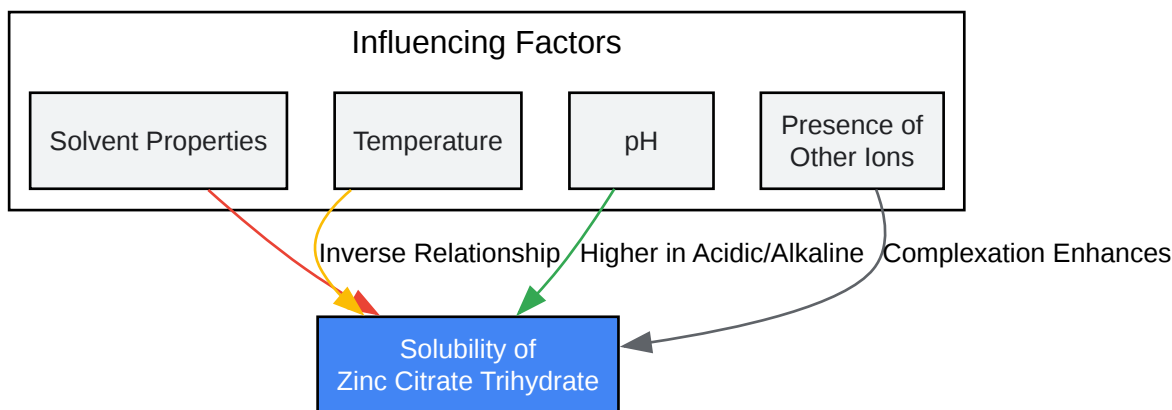 Influencing Factors
Solvent Properties
Temperature
pH
Presence of
Other Ions
Inverse Relationship
Higher in Acidic/Alkaline
Complexation Enhances
Solubility of
Zinc Citrate Trihydrate